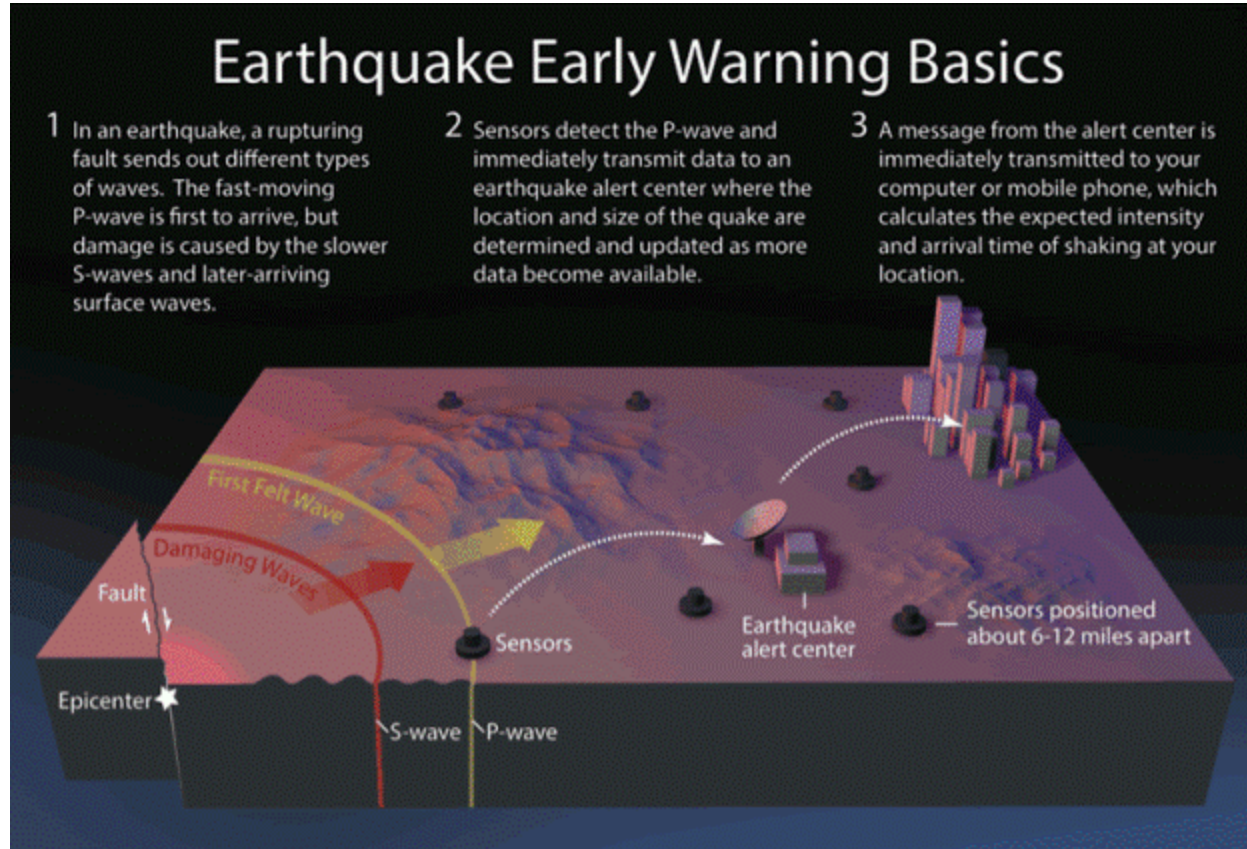 Earthquake Early Warning Basics
1 In an earthquake, a rupturing
fault sends out different types
of waves. The fast-moving
P-wave is first to arrive, but
damage is caused by the slower
S-waves and later-arriving
surface waves.
2 Sensors detect the P-wave and
immediately transmit data to an
earthquake alert center where the
location and size of the quake are
determined and updated as more
data become available.
3 A message from the alert center is
immediately transmitted to your
computer or mobile phone, which
calculates the expected intensity
and arrival time of shaking at your
location.
First Felt Wave
Damaging Waves
Fault
Sensors
Earthquake
alert center
Sensors positioned
about 6-12 miles apart
Epicenter
S-wave
P-wave